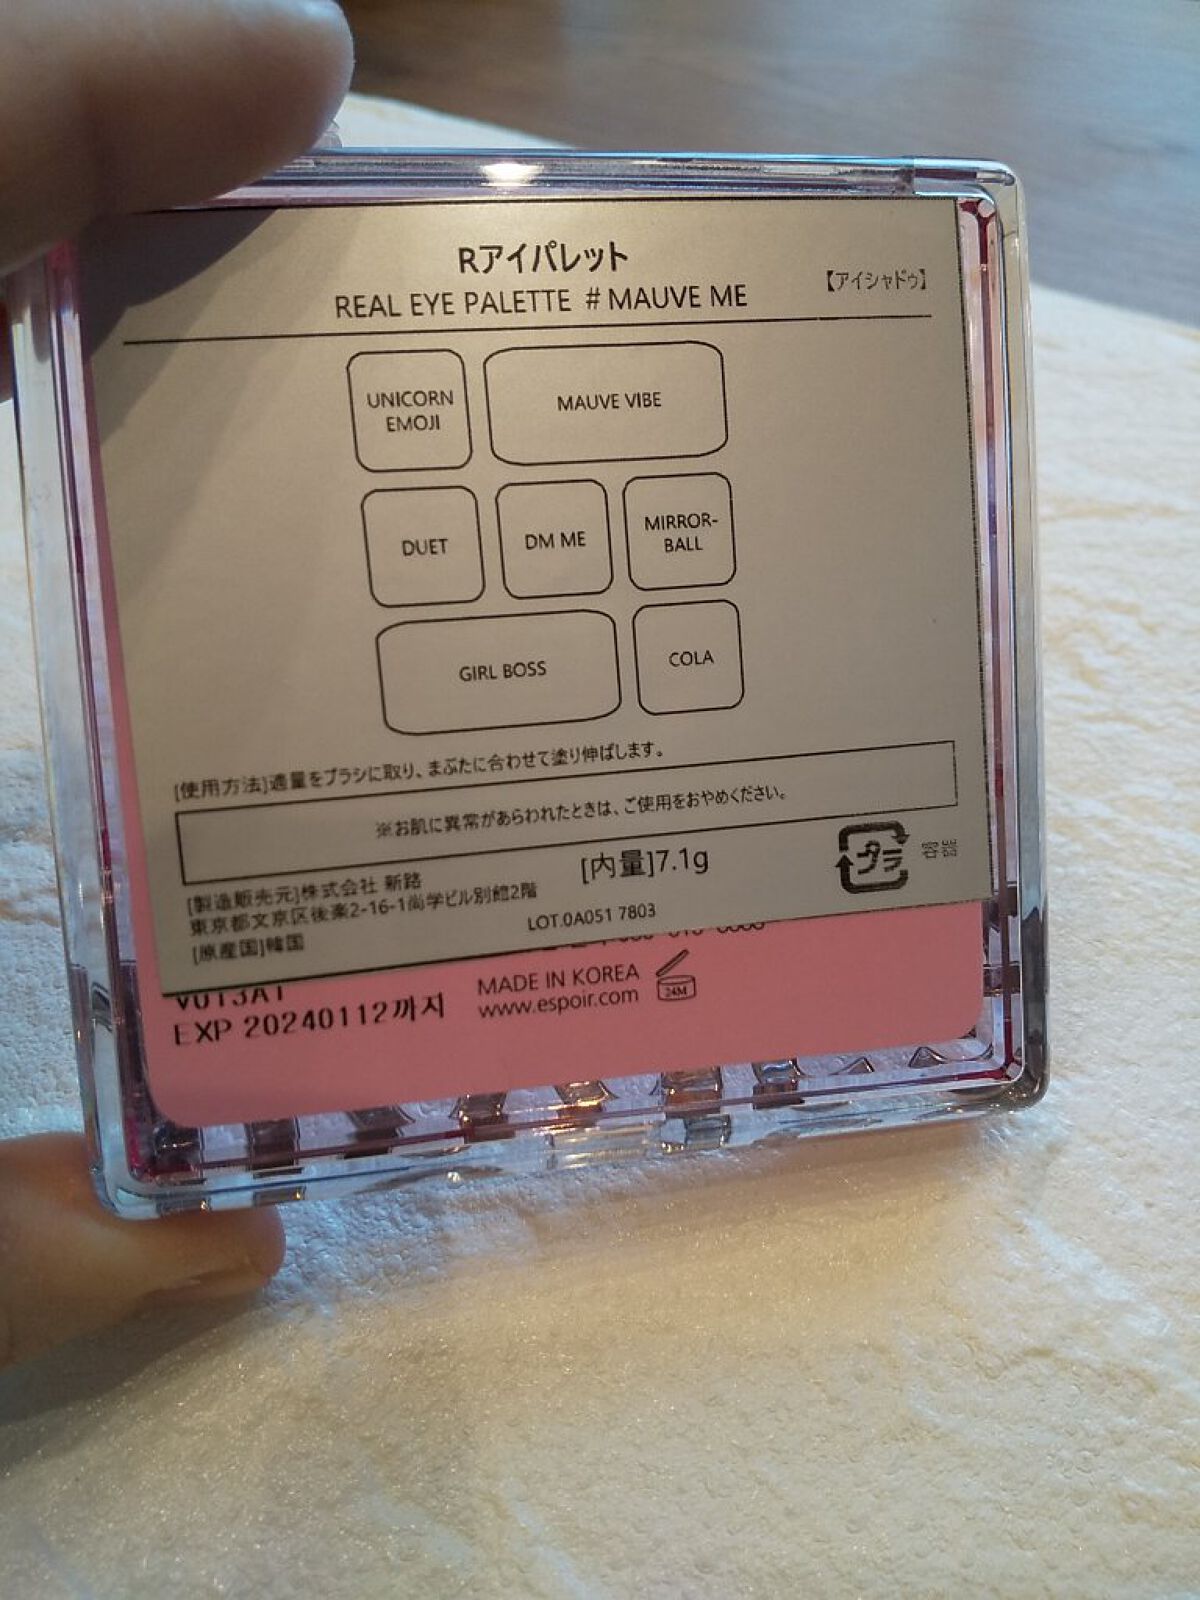 Rアイパレット
REAL EYE PALETTE # MAUVE ME
【アイシャドゥ】
UNICORN
EMOJI
MAUVE VIBE
DUET
DM ME
MIRROR-
BALL
GIRL BOSS
COLA
[使用方法]適量をブラシに取り、まぶたに合わせて塗り伸ばします。
※お肌に異常があらわれたときは、ご使用をおやめください。
[製造販売元]株式会社 新路
東京都文京区後楽2-16-1尚学ビル別館2階
[原産国]韓国
[内量]7.1g
LOT.0A051 7803
プラ
容器
V013A1
EXP 20240112까지
MADE IN KOREA
www.espoir.com
24M